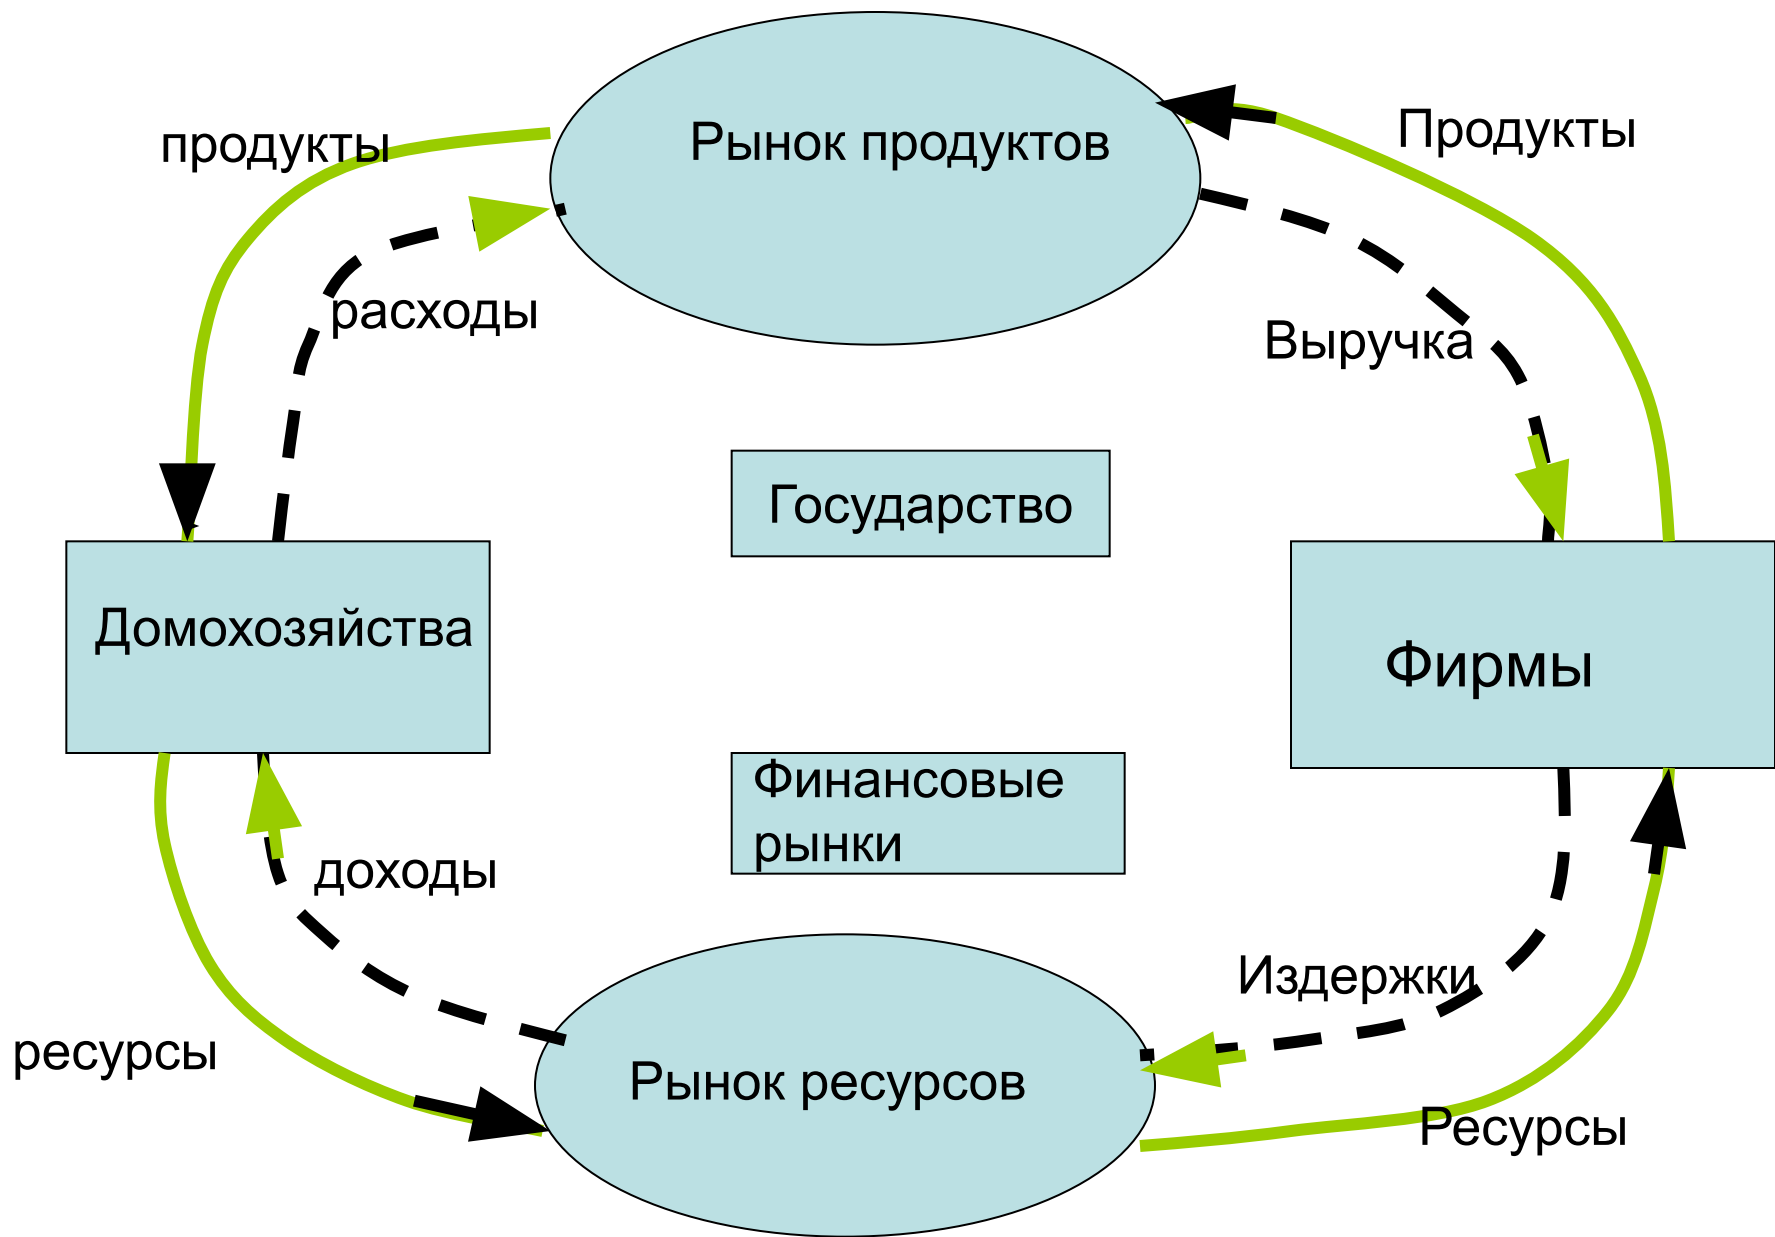 Рынок продуктов
Продукты
продукты
расходы
Выручка
Государство
Домохозяйства
Фирмы
Финансовые
рынки
доходы
Издержки
ресурсы
Рынок ресурсов
Ресурсы